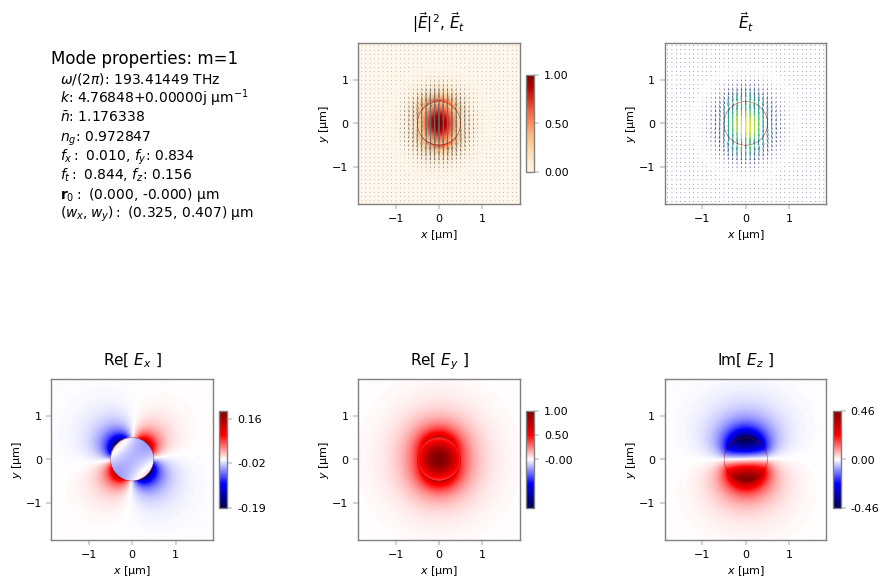 Mode properties: m=1
ω/(2π): 193.41449 THz
k: 4.76848+0.00000j μm⁻¹
n̄: 1.176338
n_g: 0.972847
f_x: 0.010, f_y: 0.834
f_t: 0.844, f_z: 0.156
r₀: (0.000, -0.000) μm
(w_x, w_y): (0.325, 0.407) μm
|E⃗|², E⃗_t
1
0
−1
y [μm]
−1 0 1
x [μm]
1.00
0.50
0.00
E⃗_t
1
0
−1
y [μm]
−1 0 1
x [μm]
Re[ E_x ]
1
0
−1
y [μm]
−1 0 1
x [μm]
0.16
-0.02
-0.19
Re[ E_y ]
1
0
−1
y [μm]
−1 0 1
x [μm]
1.00
0.50
-0.00
Im[ E_z ]
1
0
−1
y [μm]
−1 0 1
x [μm]
0.46
0.00
-0.46